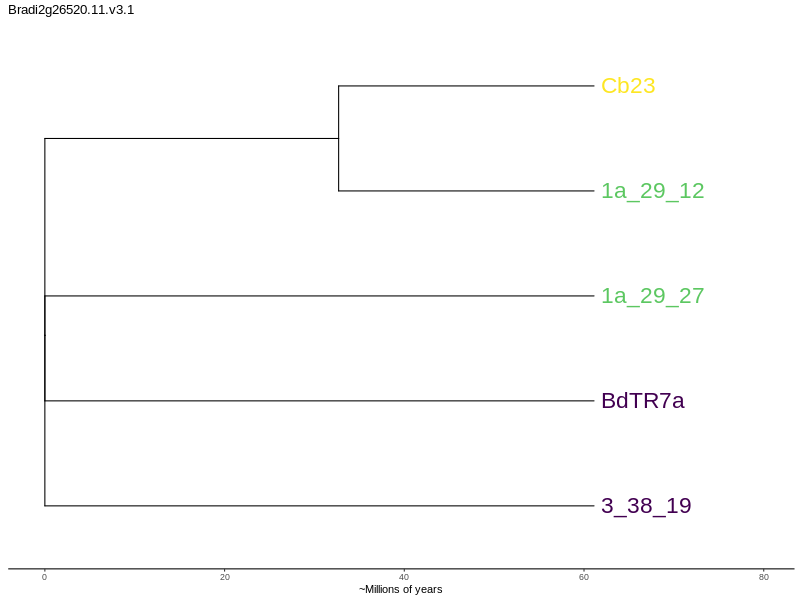 Bradi2g26520.11.v3.1
Cb23
1a_29_12
1a_29_27
BdTR7a
3_38_19
0 20 40 60 80
~Millions of years